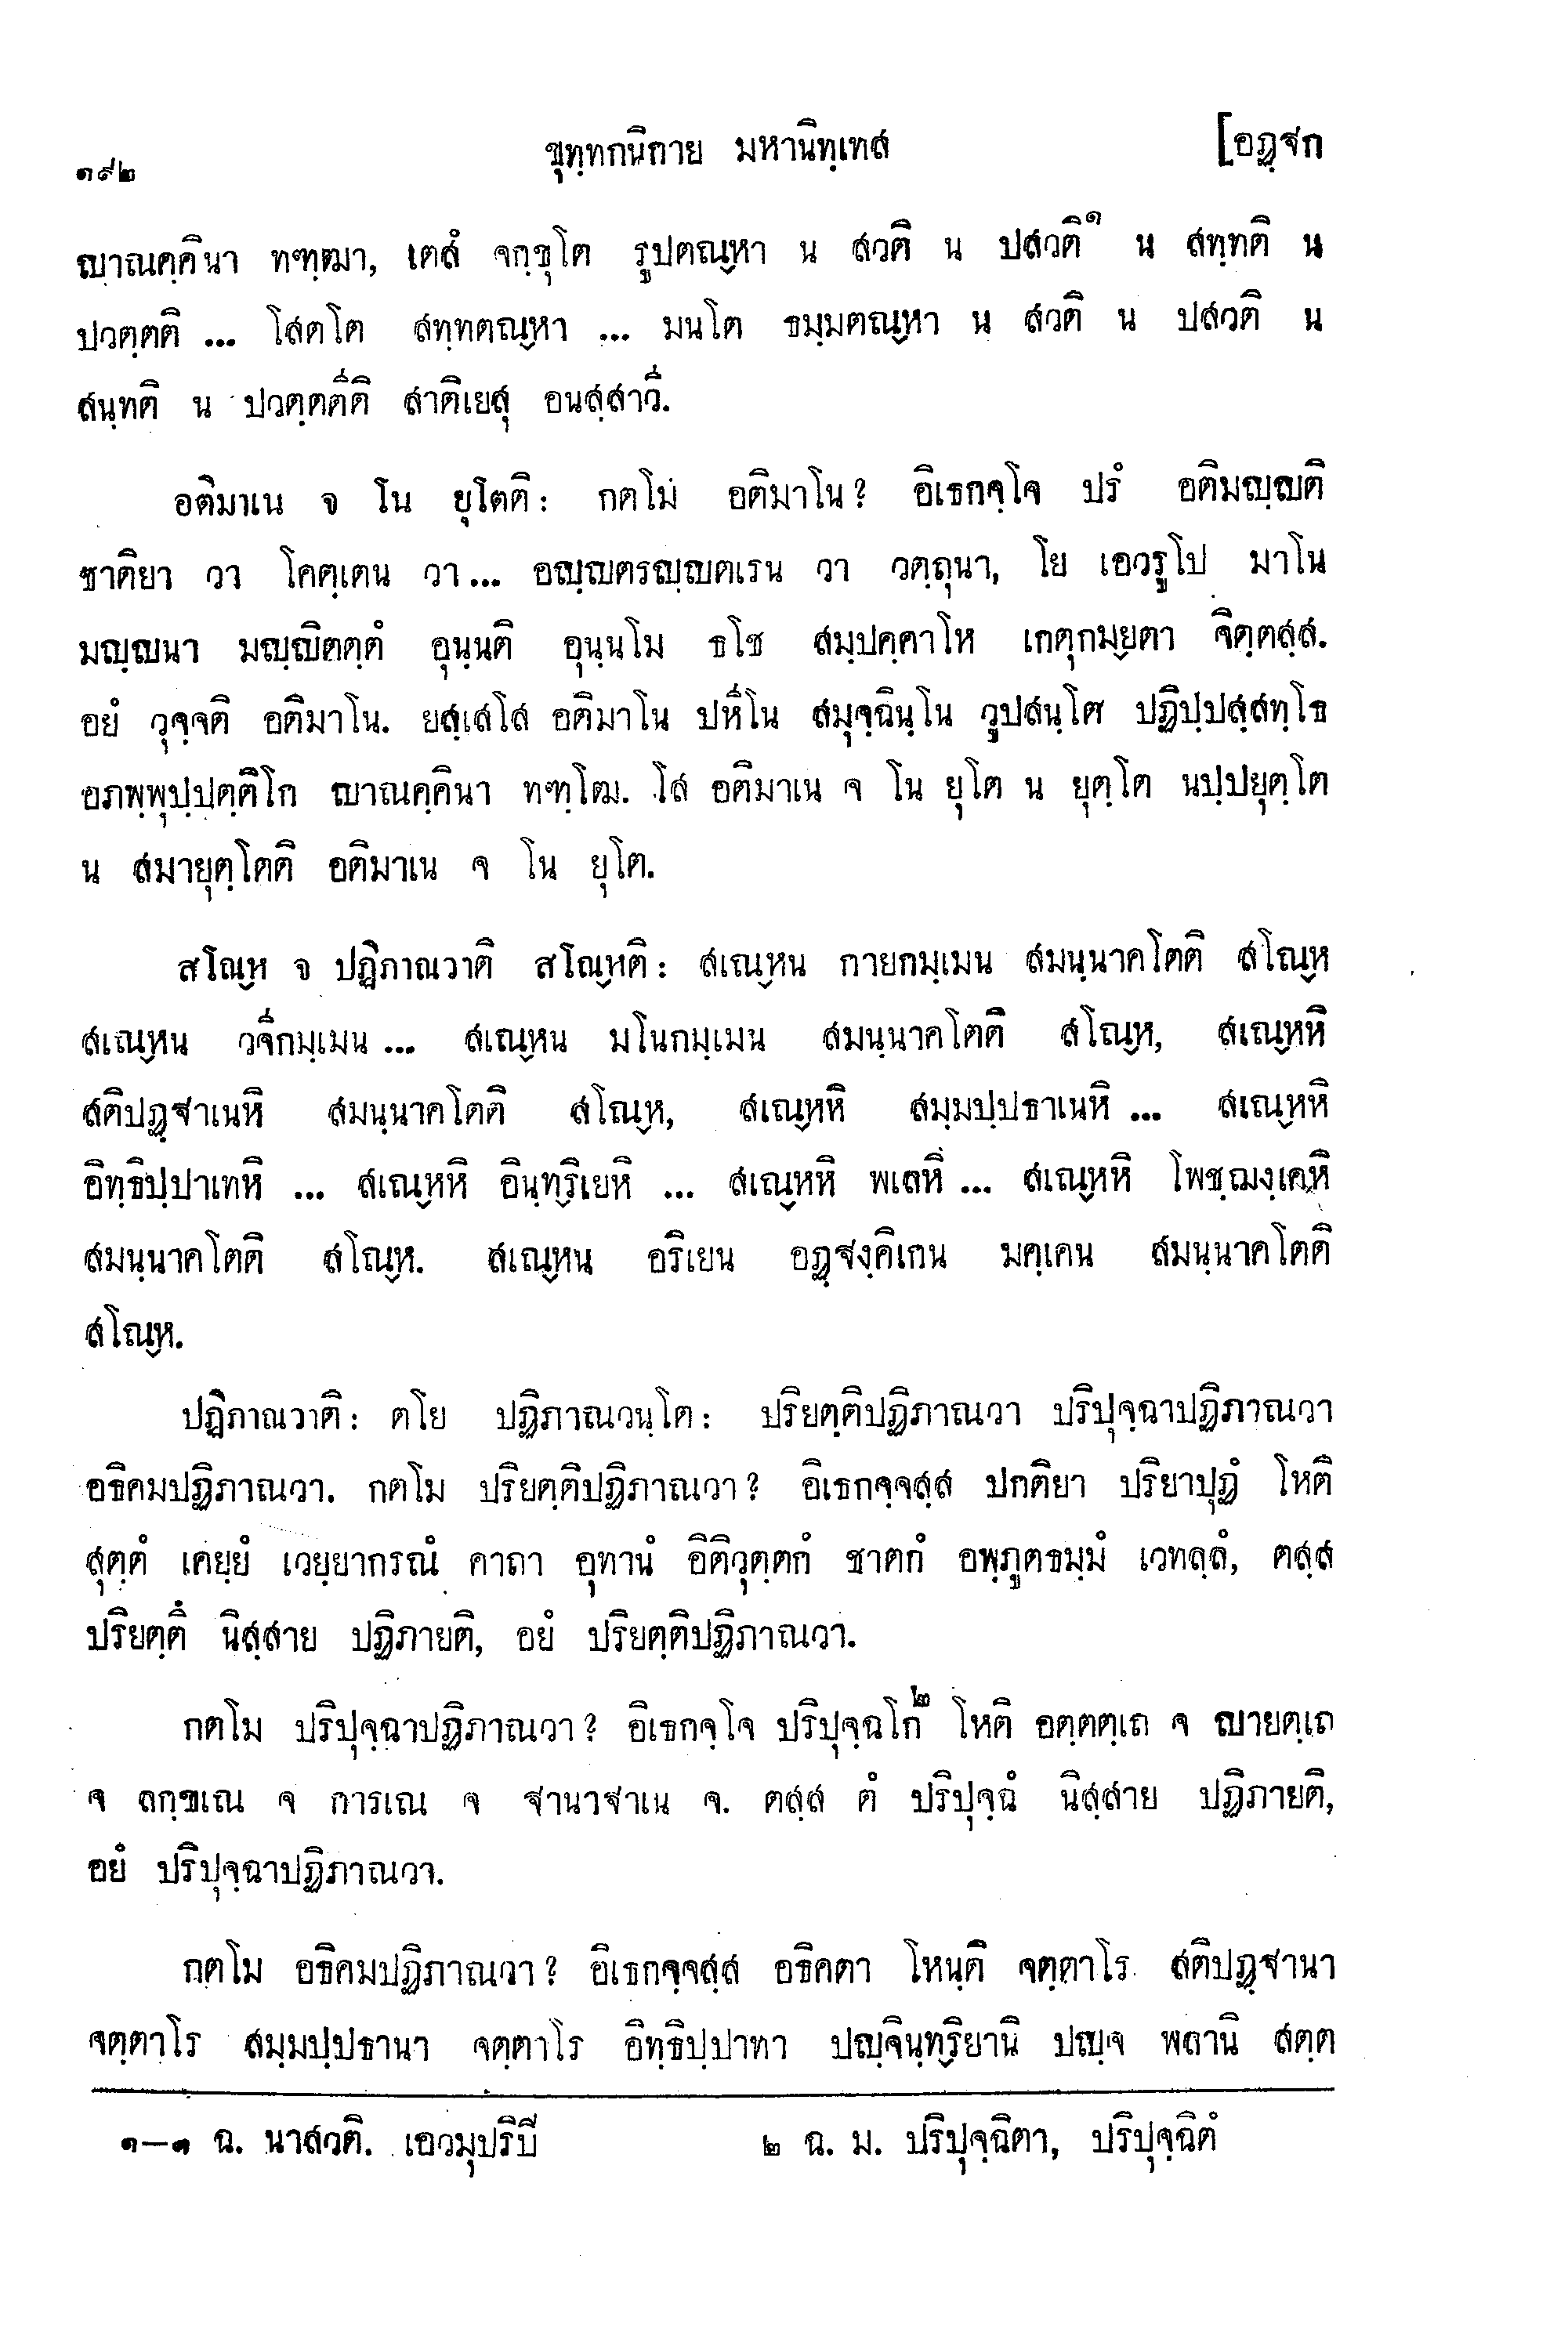 ๑๙๒ ขุทฺทกนิกาย มหานิทฺเทส [อฏฺฐก
ญาณคฺคินา ทฑฺฒา, เตสํ จกฺขุโต รูปตณฺหา น สวติ น ปสวติ๑ น สทฺทติ น
ปวตฺตติ ... โสตโต สทฺทตณฺหา ... มนโต ธมฺมตณฺหา น สวติ น ปสวติ น
สนฺทติ น ปวตฺตตีติ สาติเยสุ อนสฺสาวี.
อติมาเน จ โน ยุโตติ: กตโม อติมาโน? อิเธกจฺโจ ปรํ อติมญฺญติ
ชาติยา วา โคตฺเตน วา... อญฺญตรญฺญตเรน วา วตฺถุนา, โย เอวรูโป มาโน
มญฺญนา มญฺญิตตฺตํ อุนฺนติ อุนฺนโม ธโช สมฺปคฺคาโห เกตุกมฺยตา จิตฺตสฺส.
อยํ วุจฺจติ อติมาโน. ยสฺเสโส อติมาโน ปหีโน สมุจฺฉินฺโน วูปสนฺโต ปฏิปฺปสฺสทฺโธ
อภพฺพุปฺปตฺติโก ญาณคฺคินา ทฑฺโฒ. โส อติมาเน จ โน ยุโต น ยุตฺโต นปฺปยุตฺโต
น สมายุตฺโตติ อติมาเน จ โน ยุโต.
สโณฺห จ ปฏิภาณวาติ สโณฺหติ: สเณฺหน กายกมฺเมน สมนฺนาคโตติ สโณฺห
สเณฺหน วจีกมฺเมน... สเณฺหน มโนกมฺเมน สมนฺนาคโตติ สโณฺห, สเณฺหหิ
สติปฏฺฐาเนหิ สมนฺนาคโตติ สโณฺห, สเณฺหหิ สมฺมปฺปธาเนหิ... สเณฺหหิ
อิทฺธิปฺปาเทหิ ... สเณฺหหิ อินฺทฺริเยหิ ... สเณฺหหิ พเลหิ... สเณฺหหิ โพชฺฌงฺเคหิ
สมนฺนาคโตติ สโณฺห. สเณฺหน อริเยน อฏฺฐงฺคิเกน มคฺเคน สมนฺนาคโตติ
สโณฺห.
ปฏิภาณวาติ: ตโย ปฏิภาณวนฺโต: ปริยตฺติปฏิภาณวา ปริปุจฺฉาปฏิภาณวา
อธิคมปฏิภาณวา. กตโม ปริยตฺติปฏิภาณวา? อิเธกจฺจสฺส ปกติยา ปริยาปุฏํ โหติ
สุตฺตํ เคยฺยํ เวยฺยากรณํ คาถา อุทานํ อิติวุตฺตกํ ชาตกํ อพฺภูตธมฺมํ เวทลฺลํ, ตสฺส
ปริยตฺตึ นิสฺสาย ปฏิภายติ, อยํ ปริยตฺติปฏิภาณวา.
กตโม ปริปุจฺฉาปฏิภาณวา? อิเธกจฺโจ ปริปุจฺฉโก๒ โหติ อตฺตตฺเถ จ ญายตฺเถ
จ ลกฺขเณ จ การเณ จ ฐานาฐาเน จ. ตสฺส ตํ ปริปุจฺฉํ นิสฺสาย ปฏิภายติ,
อยํ ปริปุจฺฉาปฏิภาณวา.
กตโม อธิคมปฏิภาณวา? อิเธกจฺจสฺส อธิคตา โหนฺติ จตฺตาโร สติปฏฺฐานา
จตฺตาโร สมฺมปฺปธานา จตฺตาโร อิทฺธิปฺปาทา ปญฺจินฺทฺริยานิ ปญฺจ พลานิ สตฺต
๑—๑ ฉ. นาสวติ. เอวมุปริปิ ๒ ฉ. ม. ปริปุจฺฉิตา, ปริปุจฺฉิตํ